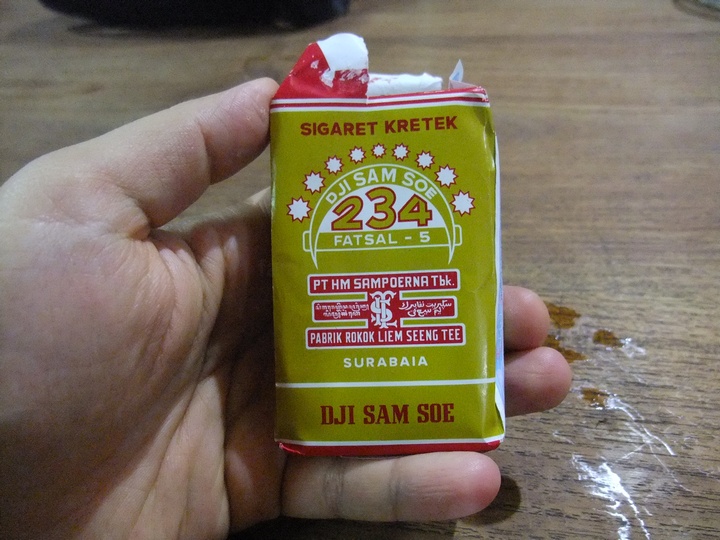 SIGARET KRETEK
DJI SAM SOE
234
FATSAL - 5
PT HM SAMPOERNA Tbk.
PABRIK ROKOK LIEM SEENG TEE
SURABAIA
DJI SAM SOE